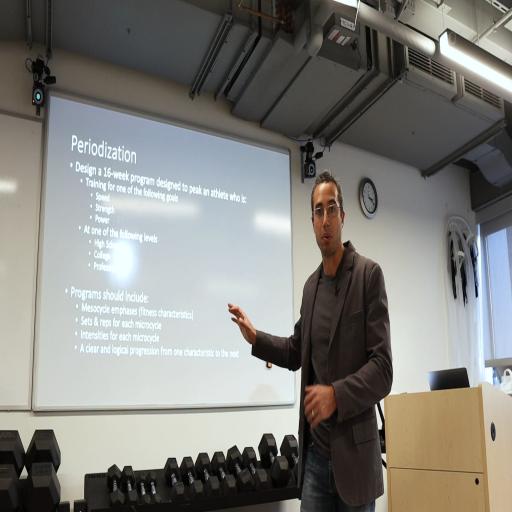 Periodization
• Design a 16-week program designed to peak an athlete who is:
• Training for one of the following goals
• Speed
• Strength
• Power
• At one of the following levels
• High
• College
•
• Programs should include:
• Mesocycle emphases (fitness characteristics)
• Sets & reps for each microcycle
• Intensities for each microcycle
• A clear and logical progression from one characteristic to the next